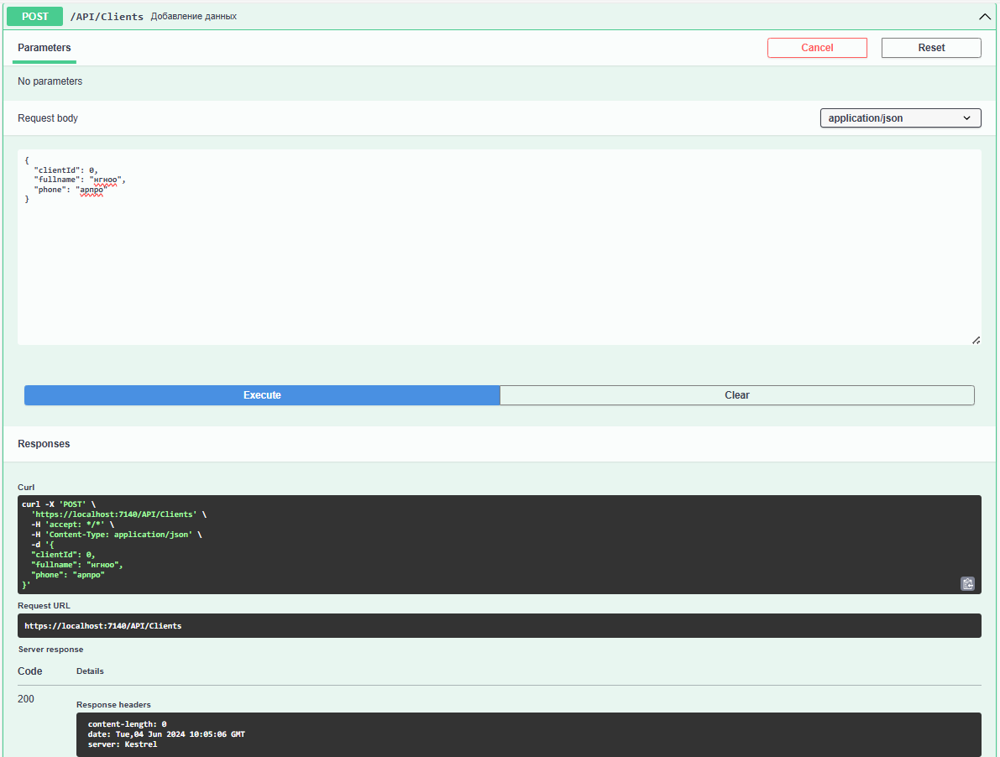 POST /API/Clients Добавление данных
Parameters Cancel Reset
No parameters
Request body application/json
{
  "clientId": 0,
  "fullname": "нгноо",
  "phone": "арпро"
}
Execute Clear
Responses
Curl
curl -X 'POST' \
  'https://localhost:7140/API/Clients' \
  -H 'accept: */*' \
  -H 'Content-Type: application/json' \
  -d '{
  "clientId": 0,
  "fullname": "нгноо",
  "phone": "арпро"
}'
Request URL
https://localhost:7140/API/Clients
Server response
Code Details
200
Response headers
content-length: 0
date: Tue,04 Jun 2024 10:05:06 GMT
server: Kestrel